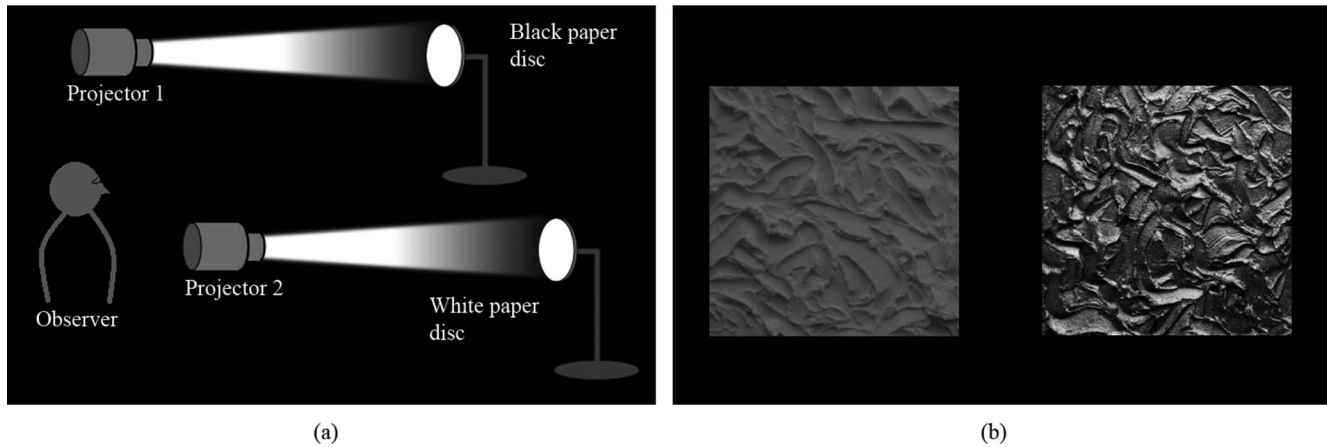 Black paper
disc
Projector 1
Projector 2
White paper
disc
Observer
(a)
(b)